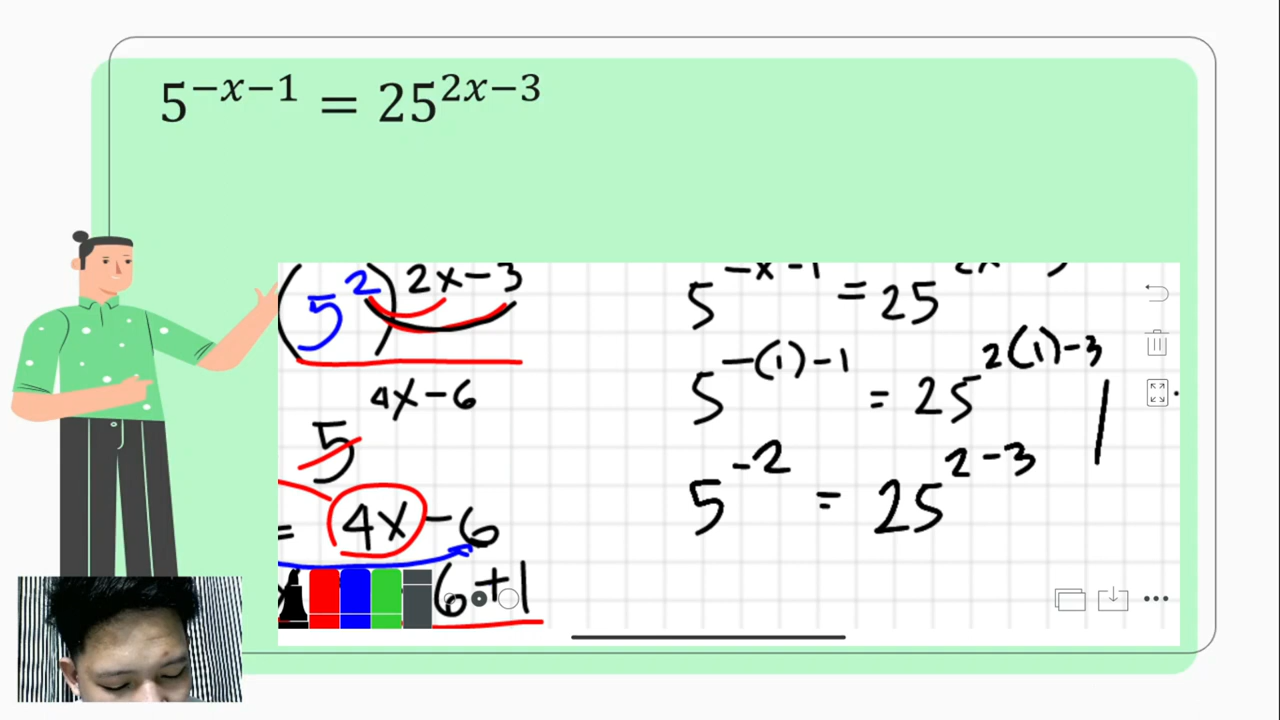 5^{-x-1} = 25^{2x-3}
(5^2)^{2x-3}
5^{4x-6}
= 4x-6
6+1
5^{-x-1} = 25
5^{-(1)-1} = 25^{2(1)-3}
5^{-2} = 25^{2-3}